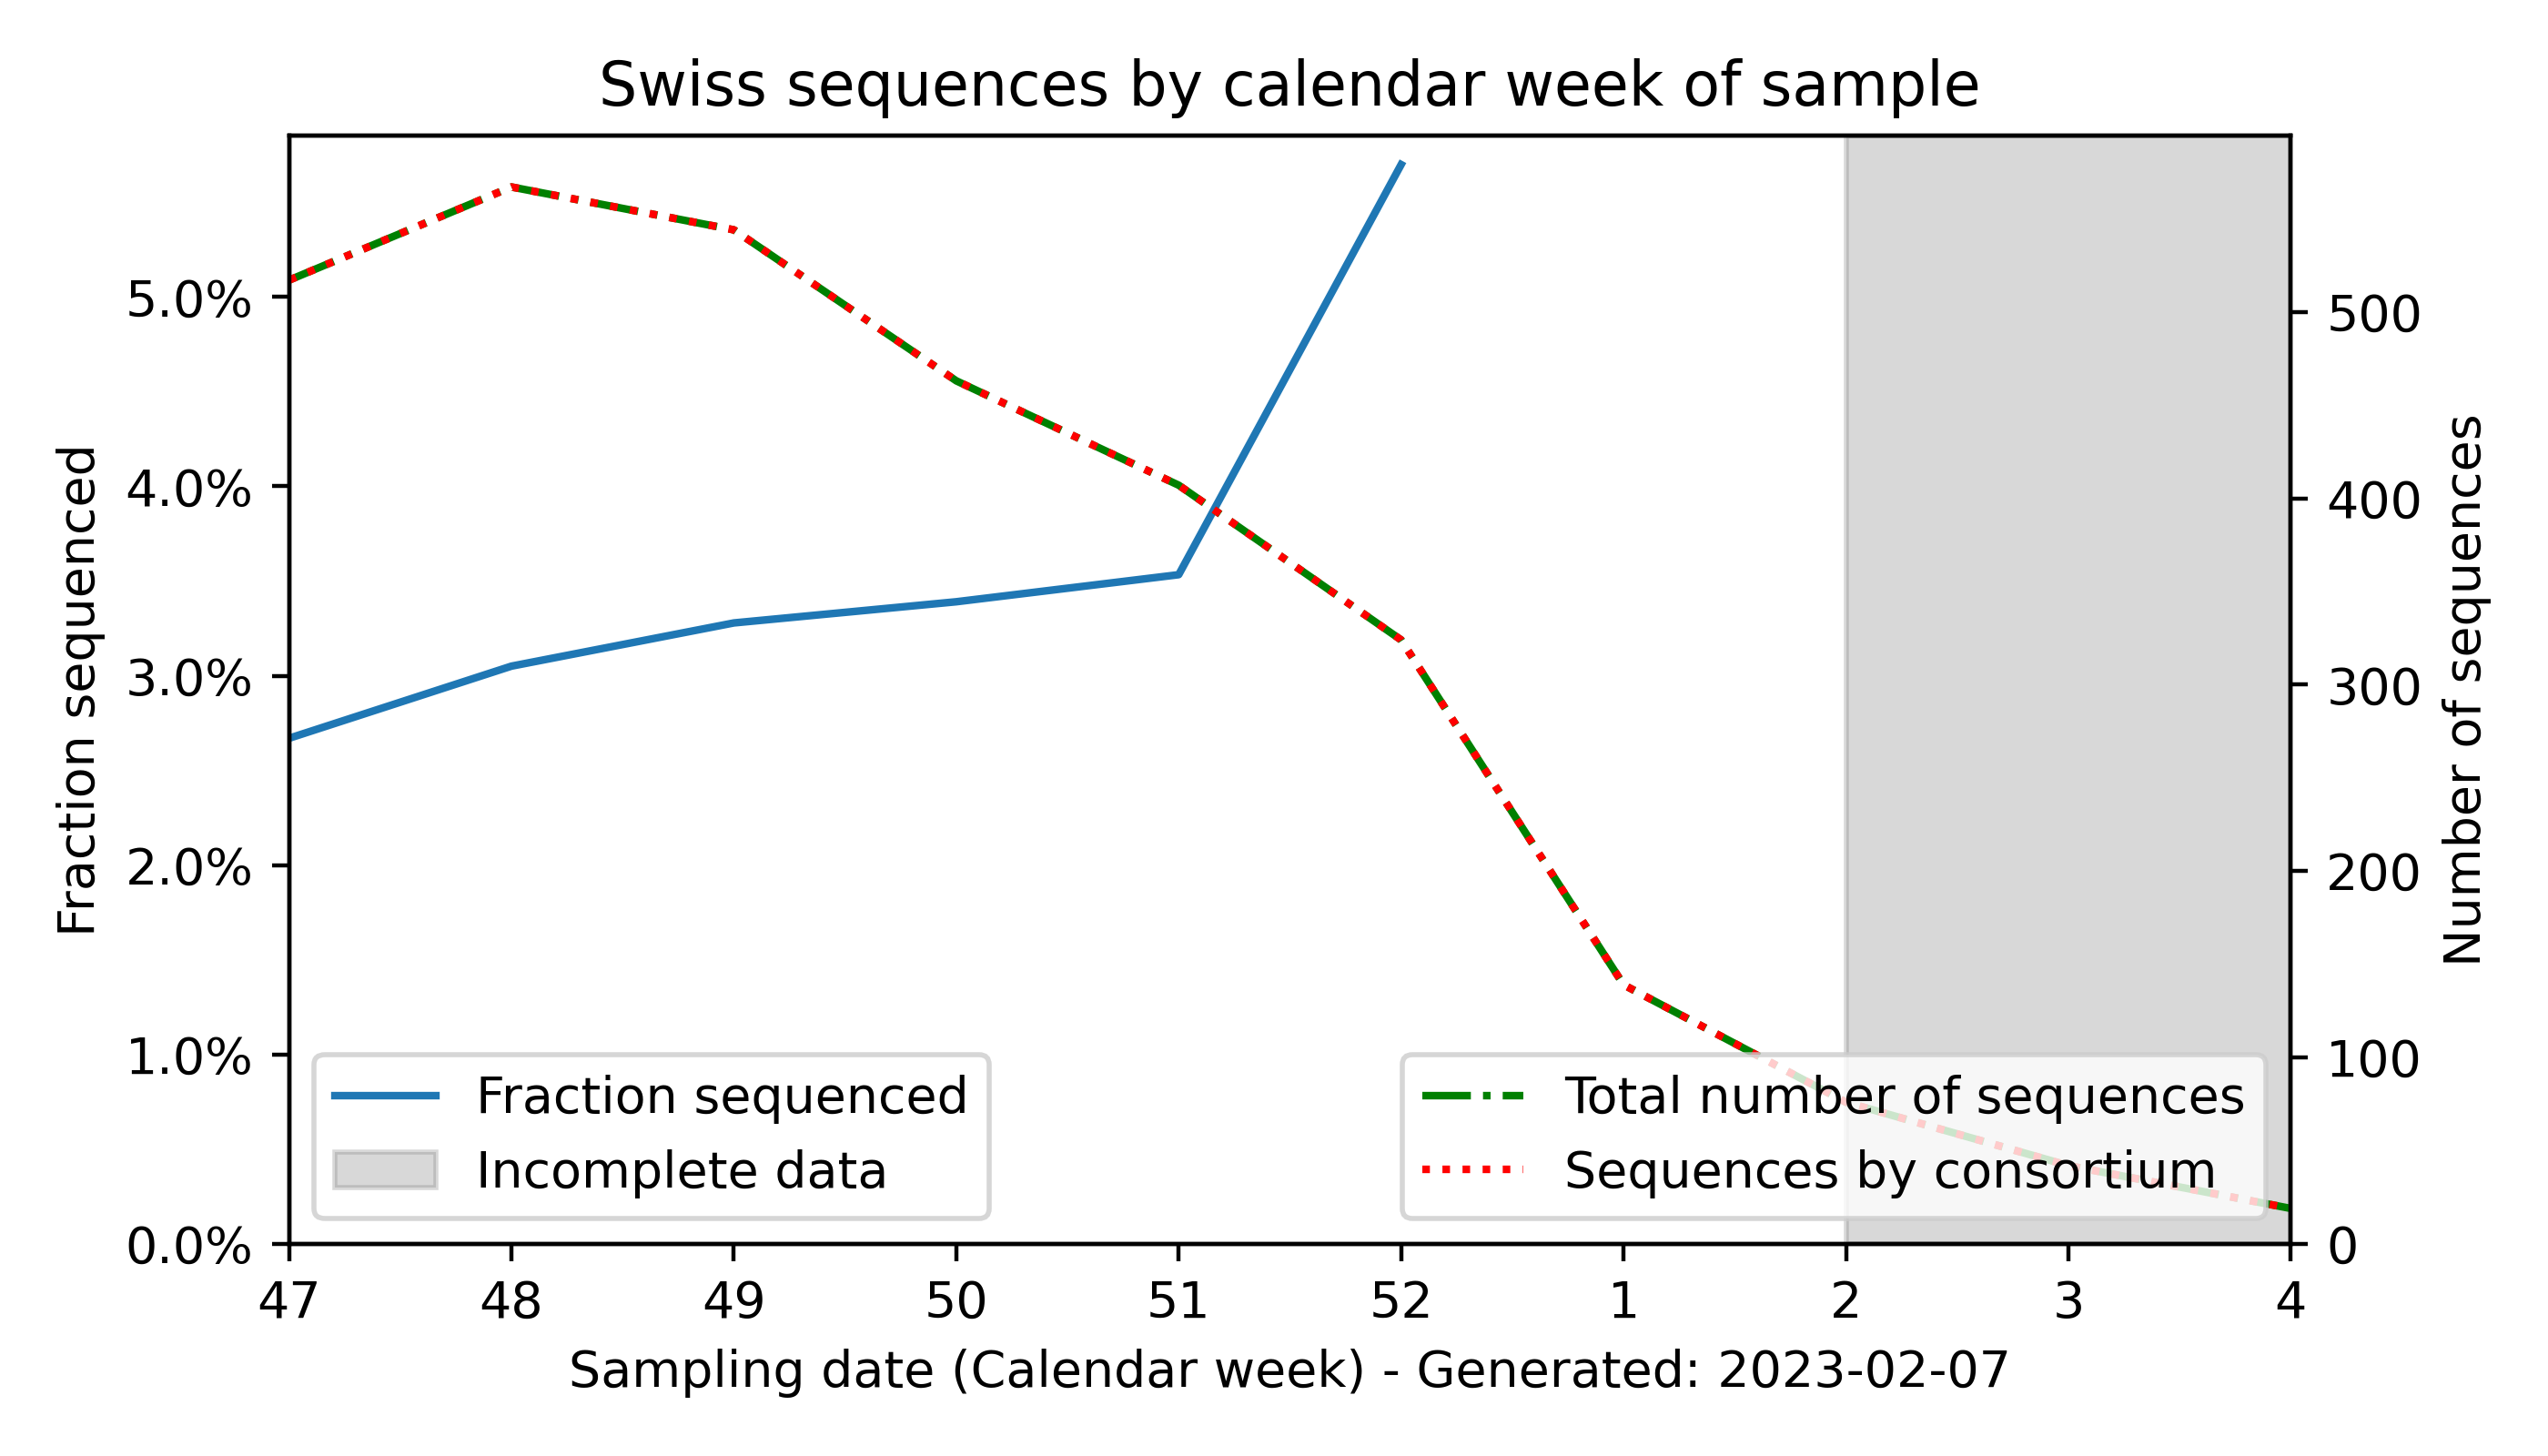 Swiss sequences by calendar week of sample
Fraction sequenced
5.0%
4.0%
3.0%
2.0%
1.0%
0.0%
500
400
300
200
100
0
Number of sequences
Fraction sequenced
Incomplete data
Total number of sequences
Sequences by consortium
47 48 49 50 51 52 1 2 3 4
Sampling date (Calendar week) - Generated: 2023-02-07